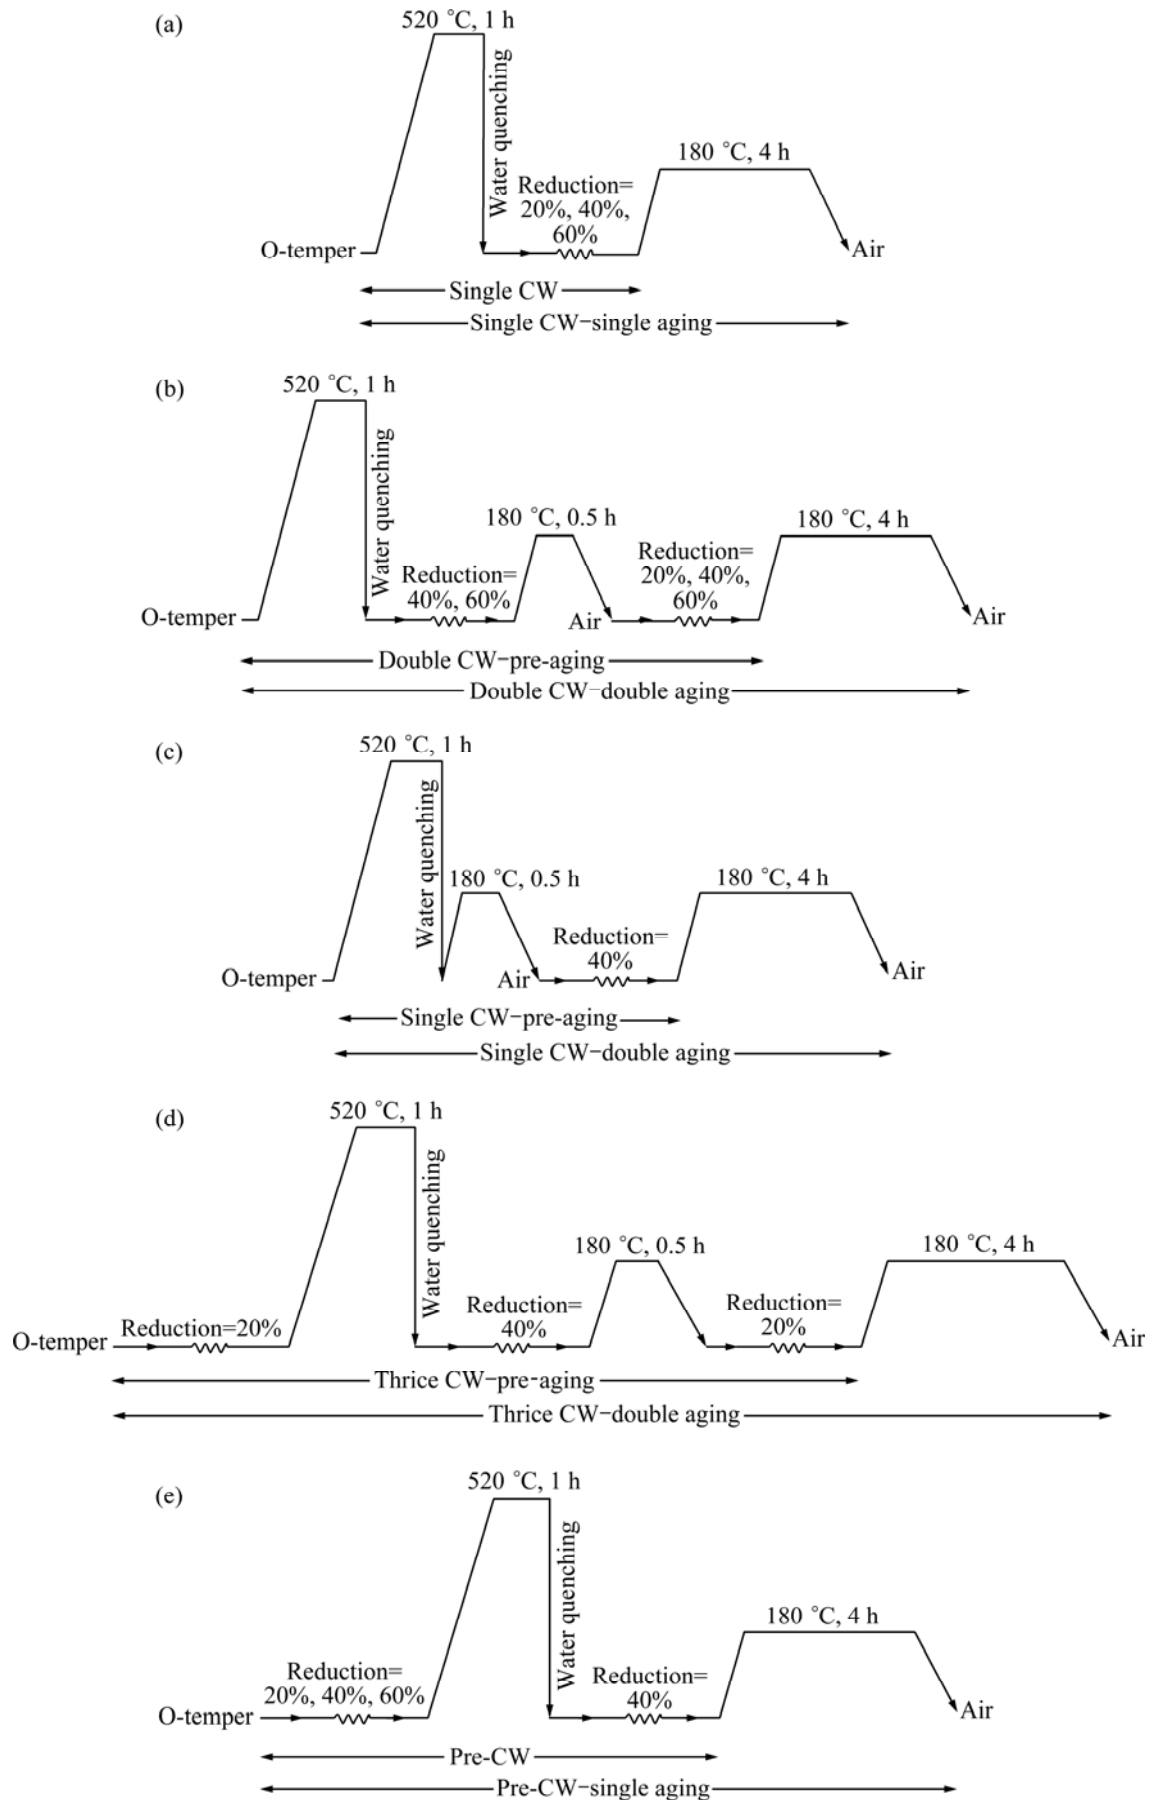 (a)
520 °C, 1 h
Water quenching
180 °C, 4 h
Reduction=
20%, 40%,
60%
O-temper
Air
Single CW
Single CW−single aging
(b)
520 °C, 1 h
Water quenching
180 °C, 0.5 h
180 °C, 4 h
Reduction=
40%, 60%
Reduction=
20%, 40%,
60%
O-temper
Air
Air
Double CW−pre-aging
Double CW−double aging
(c)
520 °C, 1 h
Water quenching
180 °C, 0.5 h
180 °C, 4 h
Reduction=
40%
O-temper
Air
Air
Single CW−pre-aging
Single CW−double aging
(d)
520 °C, 1 h
Water quenching
180 °C, 0.5 h
180 °C, 4 h
Reduction=20%
Reduction=
40%
Reduction=
20%
O-temper
Air
Thrice CW−pre-aging
Thrice CW−double aging
(e)
520 °C, 1 h
Water quenching
180 °C, 4 h
Reduction=
20%, 40%, 60%
Reduction=
40%
O-temper
Air
Pre-CW
Pre-CW−single aging